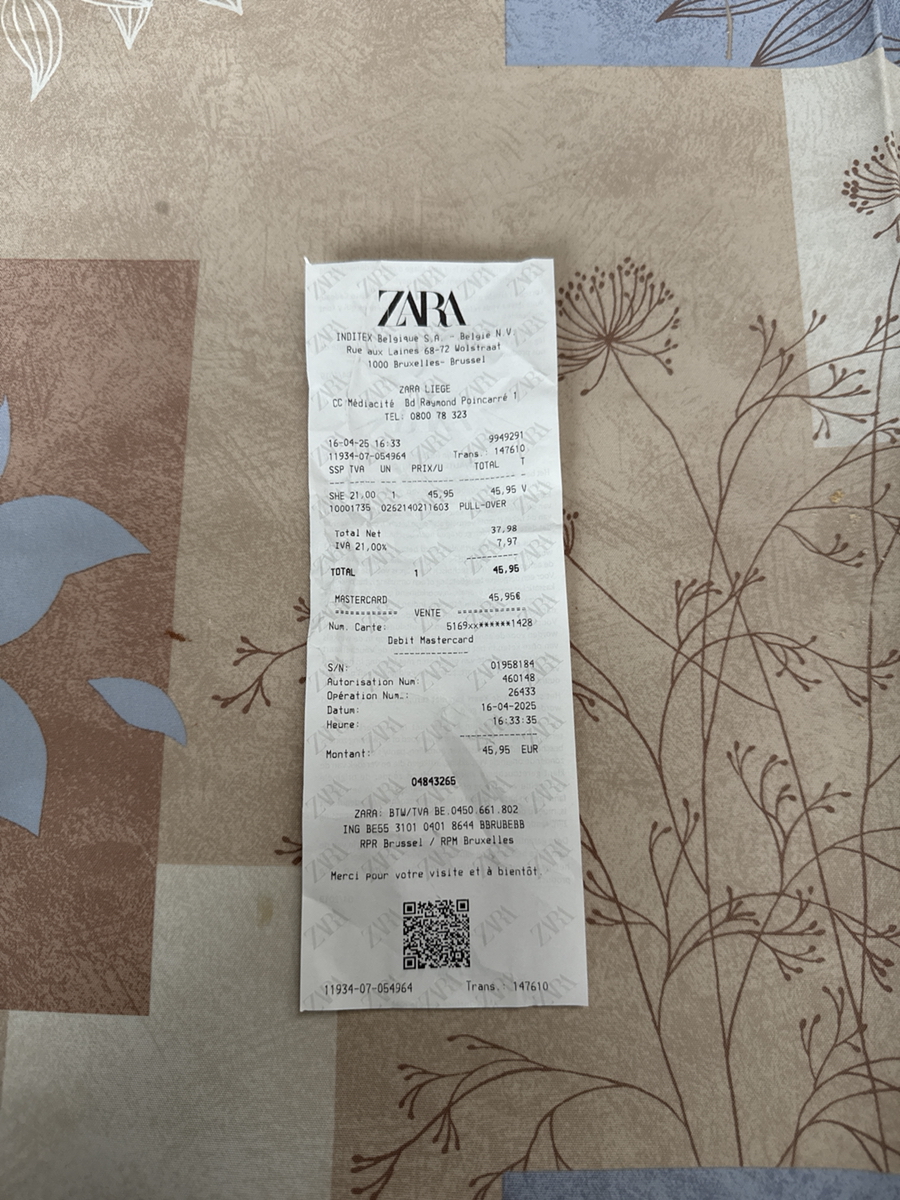 ZARA
INDITEX Belgique S.A. - België N.V.
Rue aux Laines 68-72 Wolstraat
1000 Bruxelles- Brussel
ZARA LIEGE
CC Médiacité Bd Raymond Poincarré 1
TEL: 0800 78 323
16-04-25 16:33 9949291
11934-07-054964 Trans.: 147610
SSP TVA UN PRIX/U TOTAL T
SHE 21,00 1 45,95 45,95 V
10001735 0262140211603 PULL-OVER
Total Net 37,98
IVA 21,00% 7,97
TOTAL 1 45,95
MASTERCARD 45,95€
=========== VENTE ============
Num. Carte: 5169xx******1428
Debit Mastercard
S/N: 01958184
Autorisation Num: 460148
Opération Num.: 26433
Datum: 16-04-2025
Heure: 16:33:35
Montant: 45,95 EUR
04843265
ZARA: BTW/TVA BE.0450.661.802
ING BE55 3101 0401 8644 BBRUBEBB
RPR Brussel / RPM Bruxelles
Merci pour votre visite et à bientôt.
11934-07-054964 Trans.: 147610